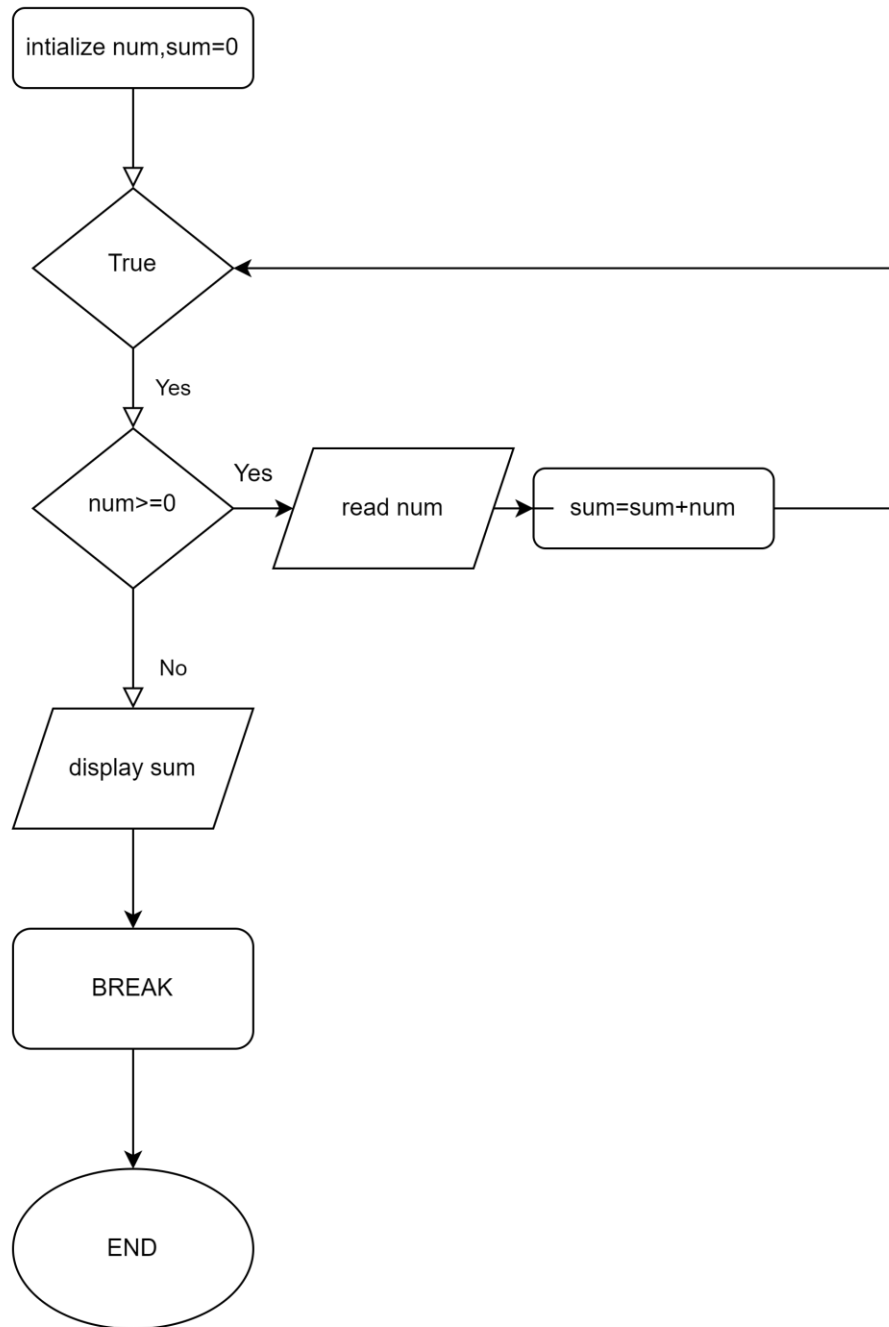 intialize num,sum=0
True
Yes
num>=0
Yes
read num
sum=sum+num
No
display sum
BREAK
END